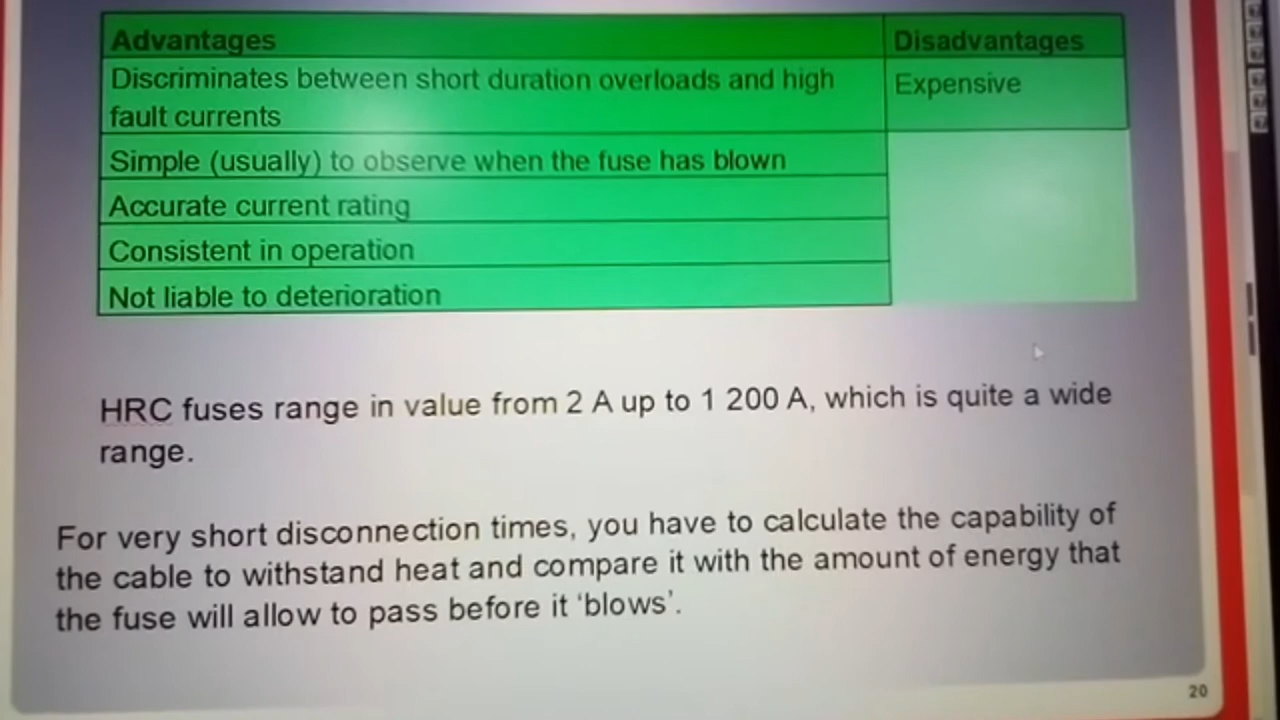 Advantages Disadvantages
Discriminates between short duration overloads and high Expensive
fault currents
Simple (usually) to observe when the fuse has blown
Accurate current rating
Consistent in operation
Not liable to deterioration
HRC fuses range in value from 2 A up to 1 200 A, which is quite a wide
range.
For very short disconnection times, you have to calculate the capability of
the cable to withstand heat and compare it with the amount of energy that
the fuse will allow to pass before it ‘blows’.
20